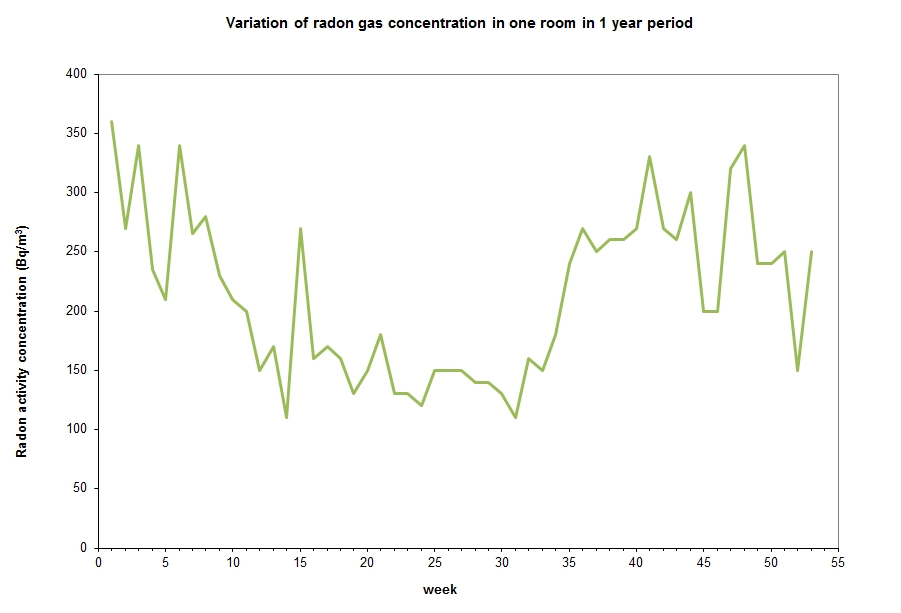 Variation of radon gas concentration in one room in 1 year period
400
350
300
250
200
150
100
50
0
Radon activity concentration (Bq/m³)
0 5 10 15 20 25 30 35 40 45 50 55
week